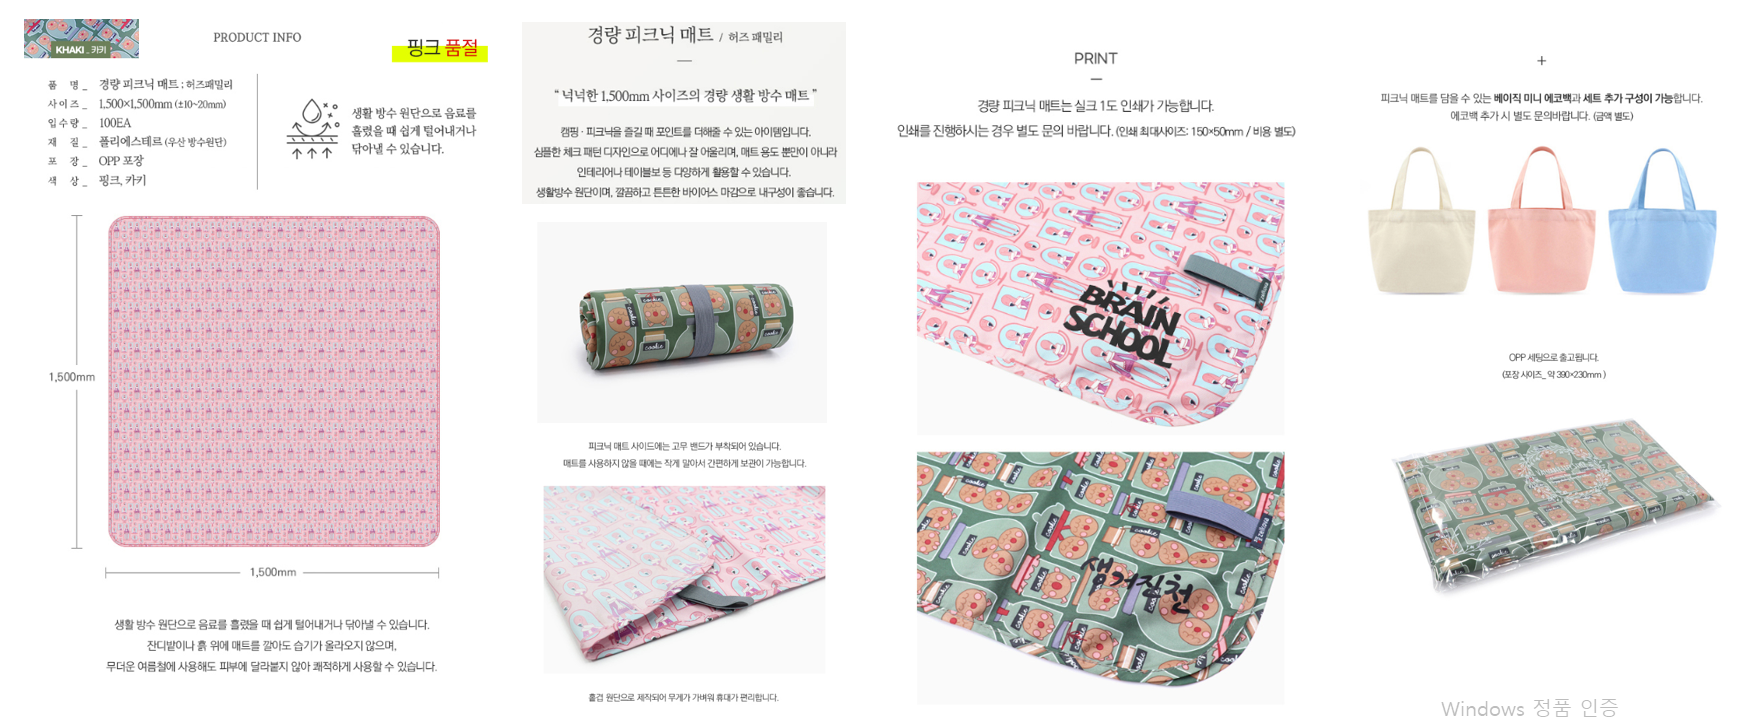 KHAKI _ 카키
PRODUCT INFO
핑크 품절
품 명 _ 경량 피크닉 매트 : 허즈패밀리
사이즈 _ 1,500×1,500mm (±10~20mm)
입수량 _ 100EA
재 질 _ 폴리에스테르 (우산 방수원단)
포 장 _ OPP 포장
색 상 _ 핑크, 카키
생활 방수 원단으로 음료를
흘렸을 때 쉽게 털어내거나
닦아낼 수 있습니다.
1,500mm
1,500mm
생활 방수 원단으로 음료를 흘렸을 때 쉽게 털어내거나 닦아낼 수 있습니다.
잔디밭이나 흙 위에 매트를 깔아도 습기가 올라오지 않으며,
무더운 여름철에 사용해도 피부에 달라붙지 않아 쾌적하게 사용할 수 있습니다.
경량 피크닉 매트 / 허즈 패밀리
“ 넉넉한 1,500mm 사이즈의 경량 생활 방수 매트 ”
캠핑 · 피크닉을 즐길 때 포인트를 더해줄 수 있는 아이템입니다.
심플한 체크 패턴 디자인으로 어디에나 잘 어울리며, 매트 용도 뿐만이 아니라
인테리어나 테이블보 등 다양하게 활용할 수 있습니다.
생활방수 원단이며, 깔끔하고 튼튼한 바이어스 마감으로 내구성이 좋습니다.
cookie
cookie
cookie
피크닉 매트 사이드에는 고무 밴드가 부착되어 있습니다.
매트를 사용하지 않을 때에는 작게 말아서 간편하게 보관이 가능합니다.
홑겹 원단으로 제작되어 무게가 가벼워 휴대가 편리합니다.
PRINT
경량 피크닉 매트는 실크 1도 인쇄가 가능합니다.
인쇄를 진행하시는 경우 별도 문의 바랍니다. (인쇄 최대사이즈: 150×50mm / 비용 별도)
BRAIN
SCHOOL
cookie
cookie
cookie
생거진천
+
피크닉 매트를 담을 수 있는 베이직 미니 에코백과 세트 추가 구성이 가능합니다.
에코백 추가 시 별도 문의바랍니다. (금액 별도)
OPP 세팅으로 출고됩니다.
(포장 사이즈_ 약 390×230mm )
Windows 정품 인증